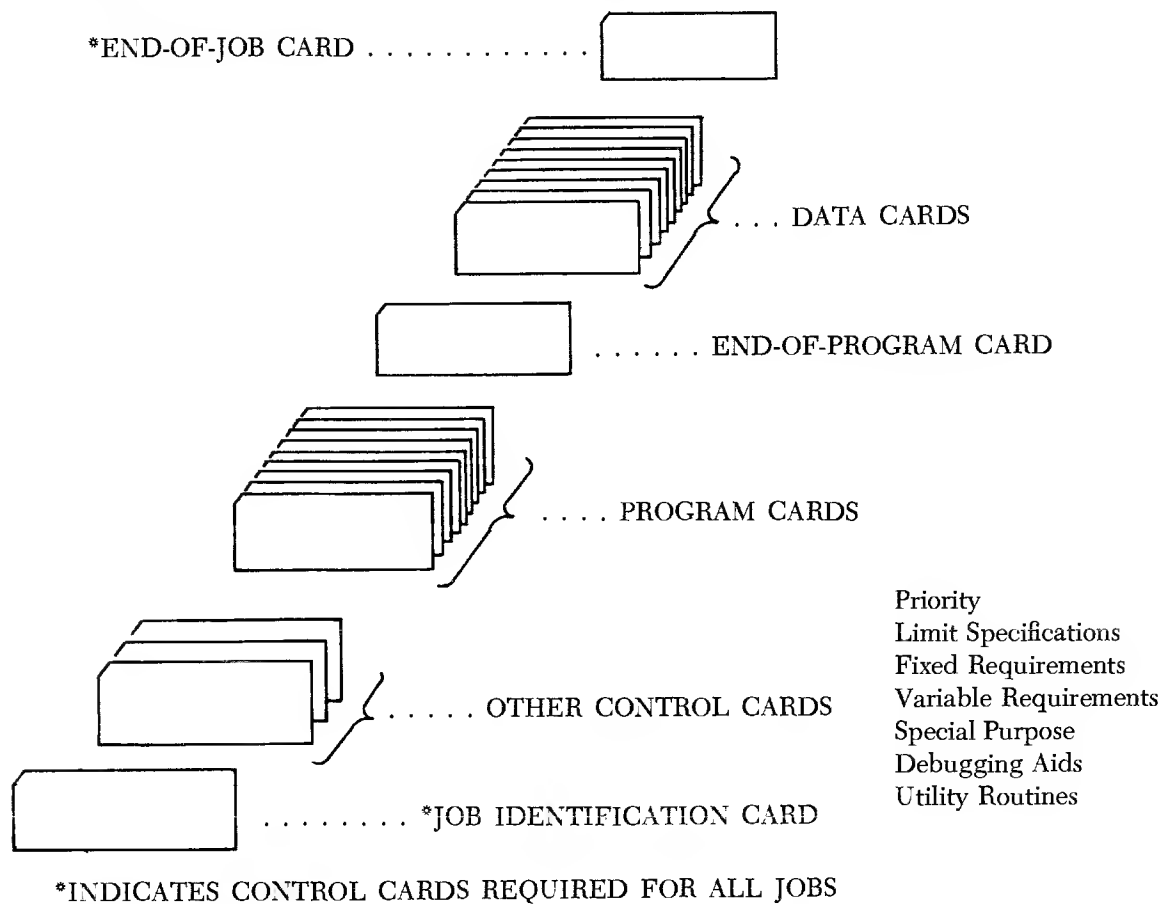 *END-OF-JOB CARD . . . . . . . . . . . .
. . . DATA CARDS
. . . . . . END-OF-PROGRAM CARD
. . . . PROGRAM CARDS
Priority
Limit Specifications
Fixed Requirements
Variable Requirements
Special Purpose
Debugging Aids
Utility Routines
. . . . . OTHER CONTROL CARDS
. . . . . . . . *JOB IDENTIFICATION CARD
*INDICATES CONTROL CARDS REQUIRED FOR ALL JOBS